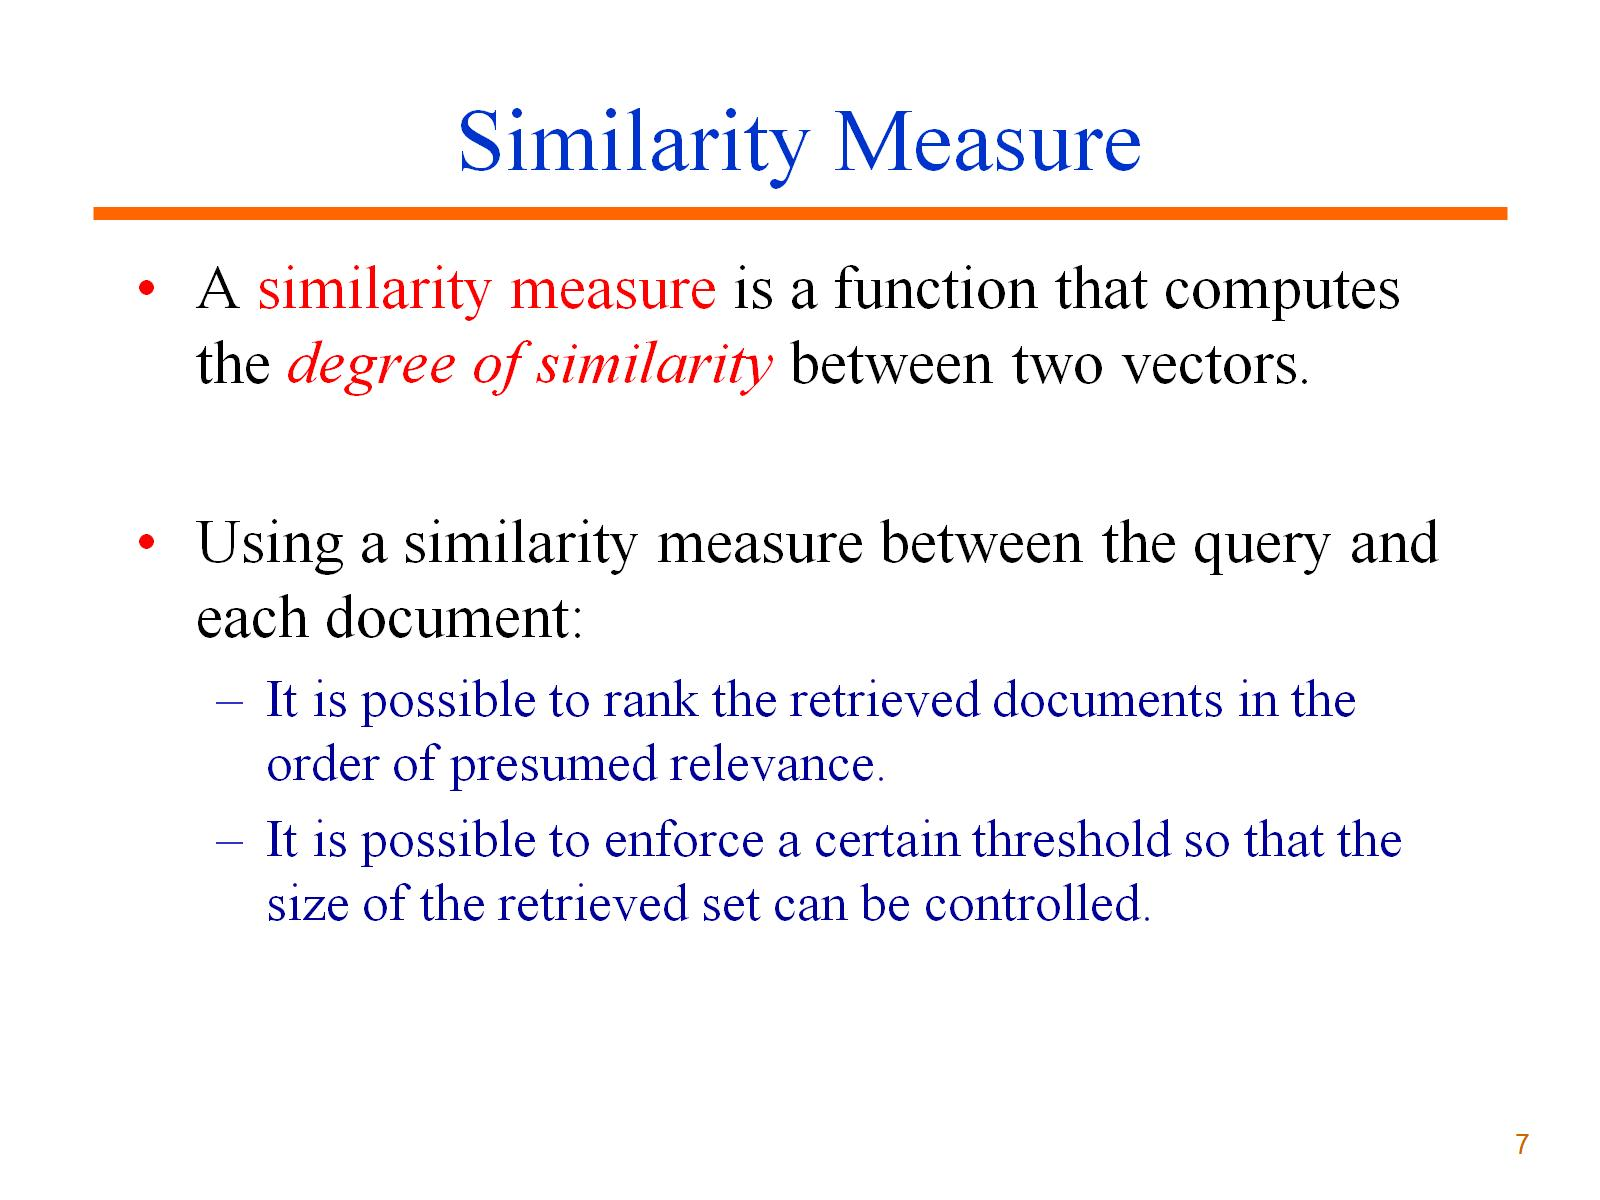 Similarity Measure
• A similarity measure is a function that computes
the degree of similarity between two vectors.
• Using a similarity measure between the query and
each document:
– It is possible to rank the retrieved documents in the
order of presumed relevance.
– It is possible to enforce a certain threshold so that the
size of the retrieved set can be controlled.
7